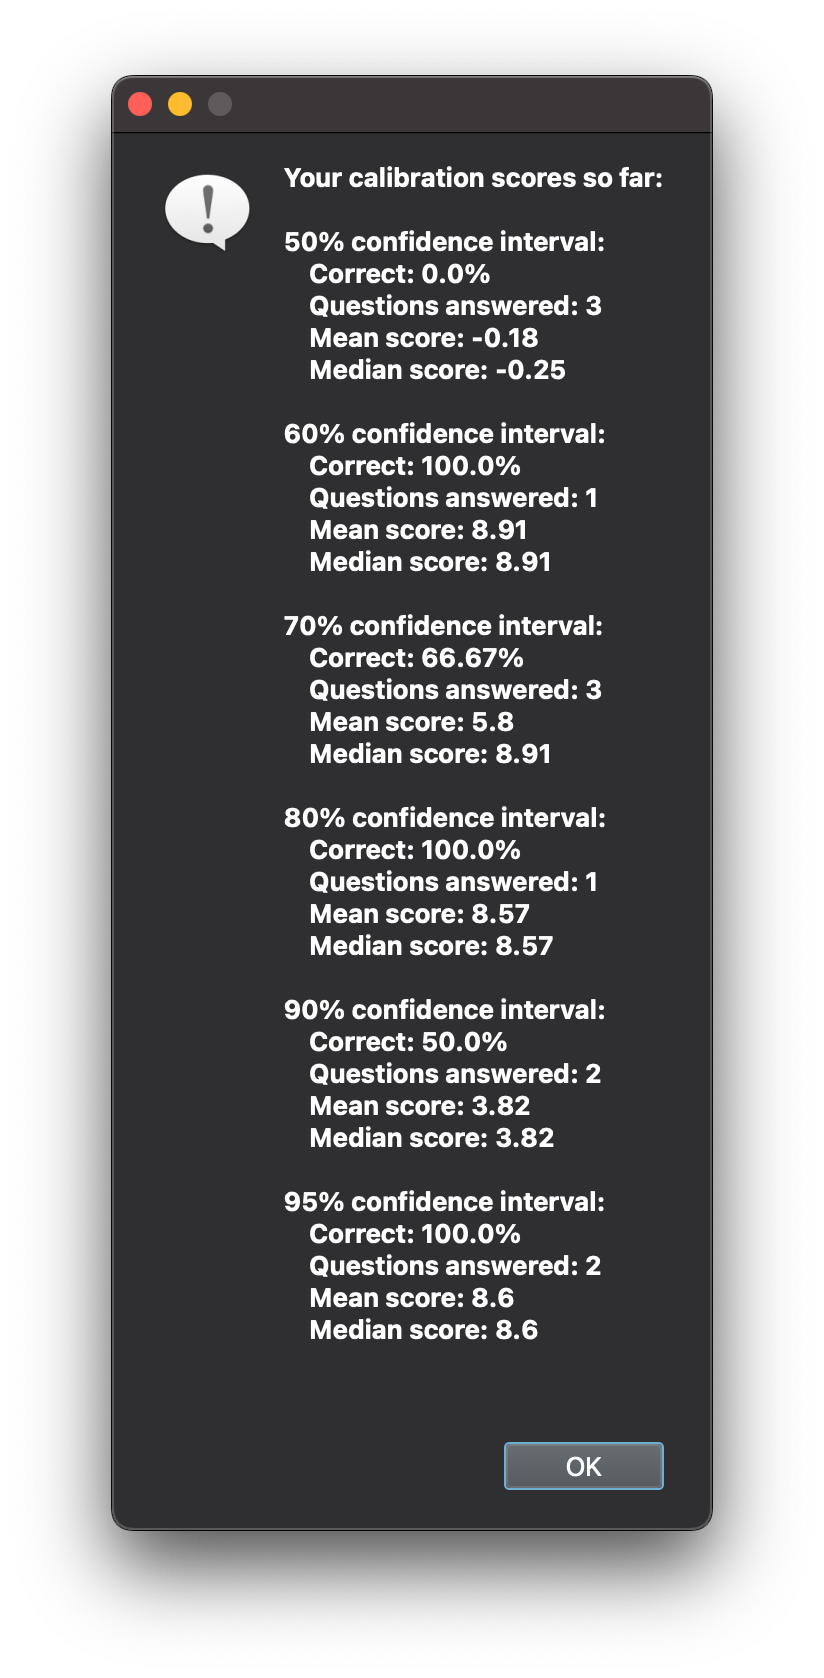 Your calibration scores so far:
50% confidence interval:
Correct: 0.0%
Questions answered: 3
Mean score: -0.18
Median score: -0.25
60% confidence interval:
Correct: 100.0%
Questions answered: 1
Mean score: 8.91
Median score: 8.91
70% confidence interval:
Correct: 66.67%
Questions answered: 3
Mean score: 5.8
Median score: 8.91
80% confidence interval:
Correct: 100.0%
Questions answered: 1
Mean score: 8.57
Median score: 8.57
90% confidence interval:
Correct: 50.0%
Questions answered: 2
Mean score: 3.82
Median score: 3.82
95% confidence interval:
Correct: 100.0%
Questions answered: 2
Mean score: 8.6
Median score: 8.6
OK